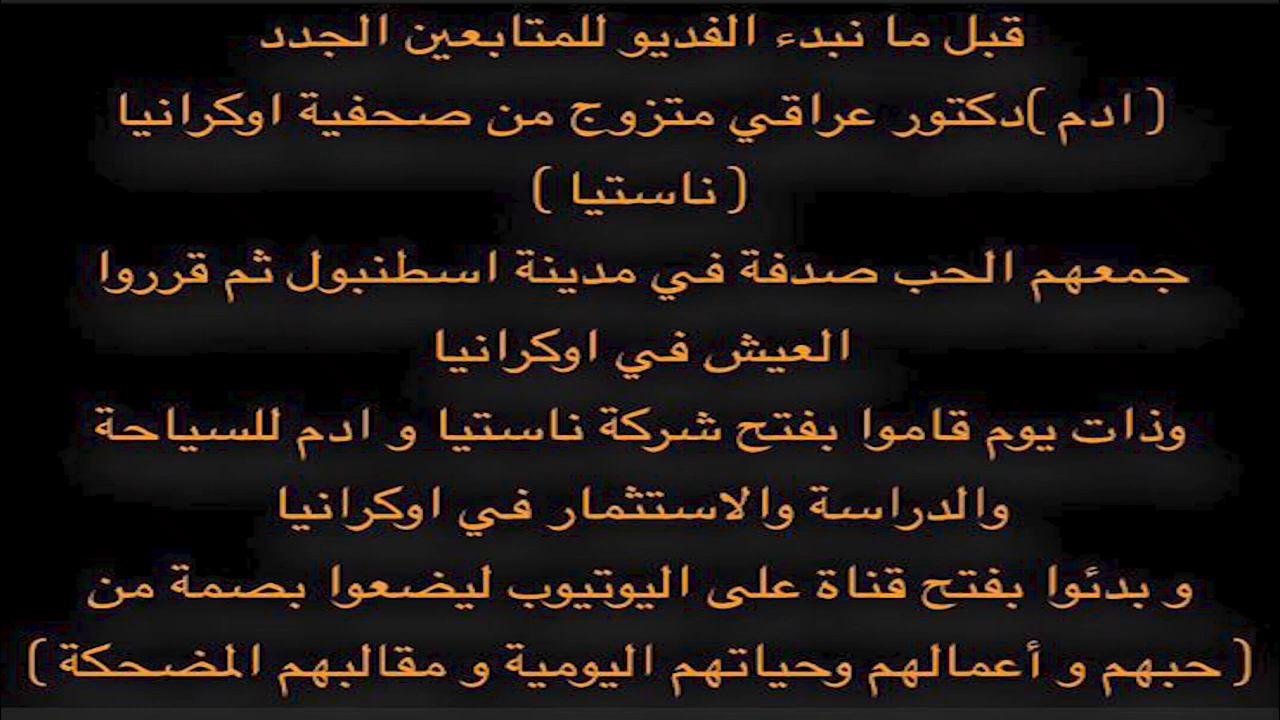 قبل ما نبدء الفديو للمتابعين الجدد
( ادم )دكتور عراقي متزوج من صحفية اوكرانيا
( ناستيا )
جمعهم الحب صدفة في مدينة اسطنبول ثم قرروا
العيش في اوكرانيا
وذات يوم قاموا بفتح شركة ناستيا و ادم للسياحة
والدراسة والاستثمار في اوكرانيا
و بدئوا بفتح قناة على اليوتيوب ليضعوا بصمة من
( حبهم و أعمالهم وحياتهم اليومية و مقالبهم المضحكة )